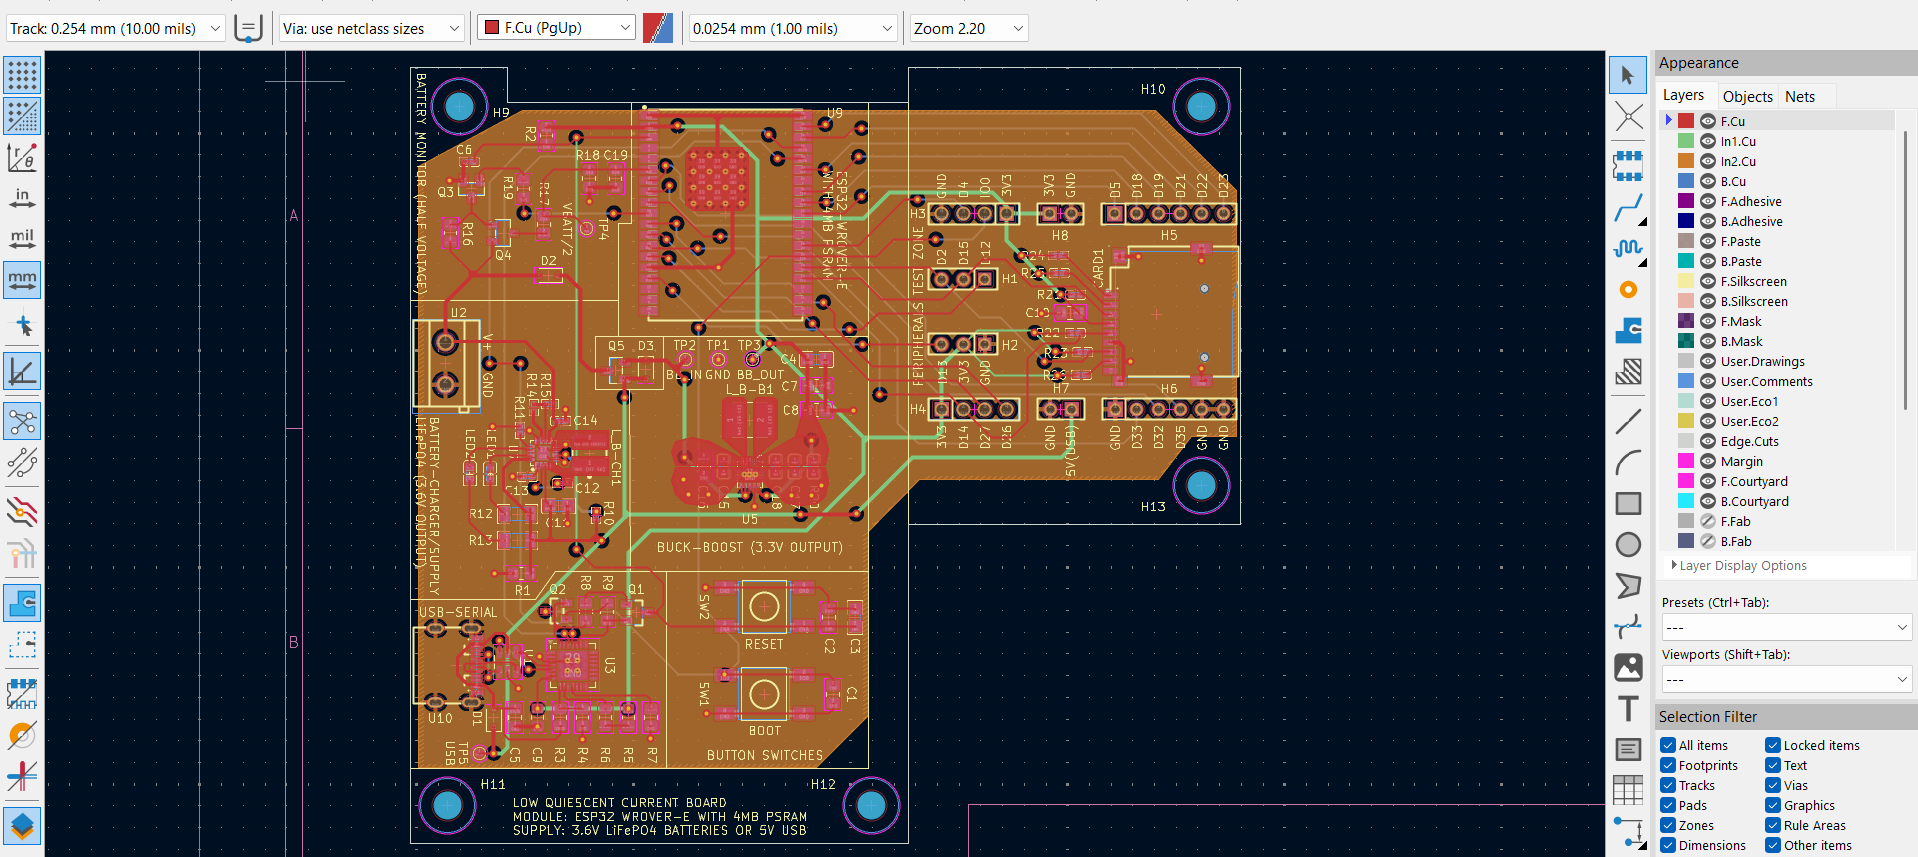 Track: 0.254 mm (10.00 mils)
Via: use netclass sizes
F.Cu (PgUp)
0.0254 mm (1.00 mils)
Zoom 2.20
in
mil
mm
A
B
BATTERY MONITOR (HALF VOLTAGE)
H9
H10
U9
R2
C6
R18 C19
Q3
R19
R17
R16
Q4
VBATT/2
TP4
D2
ESP32-WROVER-E
WITH 4MB PSRAM
GND
D4
IO0
3V3
3V3
GND
D5
D18
D19
D21
D22
D23
H3
H8
H5
PERIPHERALS TEST ZONE
D2
D15
D12
H1
R24
CARD1
U2
V+
GND
Q5
D3
TP2
TP1
TP3
BB_IN
GND
BB_OUT
L_B-B1
C4
C7
C8
H2
D13
3V3
GND
R22
R23
H7
H6
H4
3V3
D14
D27
D26
GND
5V(USB)
GND
D33
D32
D35
GND
GND
R14
R15
R11
C14
LED2
LED1
L_B-CH1
C13
C12
R12
R10
R13
R1
BATTERY-CHARGER/SUPPLY
LiFePO4 (3.6V OUTPUT)
U5
H13
BUCK-BOOST (3.3V OUTPUT)
USB-SERIAL
Q2
R8
R9
Q1
U3
SW2
RESET
C2
C3
SW1
BOOT
C1
U10
D1
USB
TP5
C5
C9
R3
R4
R6
R5
R7
BUTTON SWITCHES
H11
H12
LOW QUIESCENT CURRENT BOARD
MODULE: ESP32 WROVER-E WITH 4MB PSRAM
SUPPLY: 3.6V LiFePO4 BATTERIES OR 5V USB
Appearance
Layers
Objects
Nets
F.Cu
In1.Cu
In2.Cu
B.Cu
F.Adhesive
B.Adhesive
F.Paste
B.Paste
F.Silkscreen
B.Silkscreen
F.Mask
B.Mask
User.Drawings
User.Comments
User.Eco1
User.Eco2
Edge.Cuts
Margin
F.Courtyard
B.Courtyard
F.Fab
B.Fab
Layer Display Options
Presets (Ctrl+Tab):
---
Viewports (Shift+Tab):
---
Selection Filter
All items
Locked items
Footprints
Text
Tracks
Vias
Pads
Graphics
Zones
Rule Areas
Dimensions
Other items